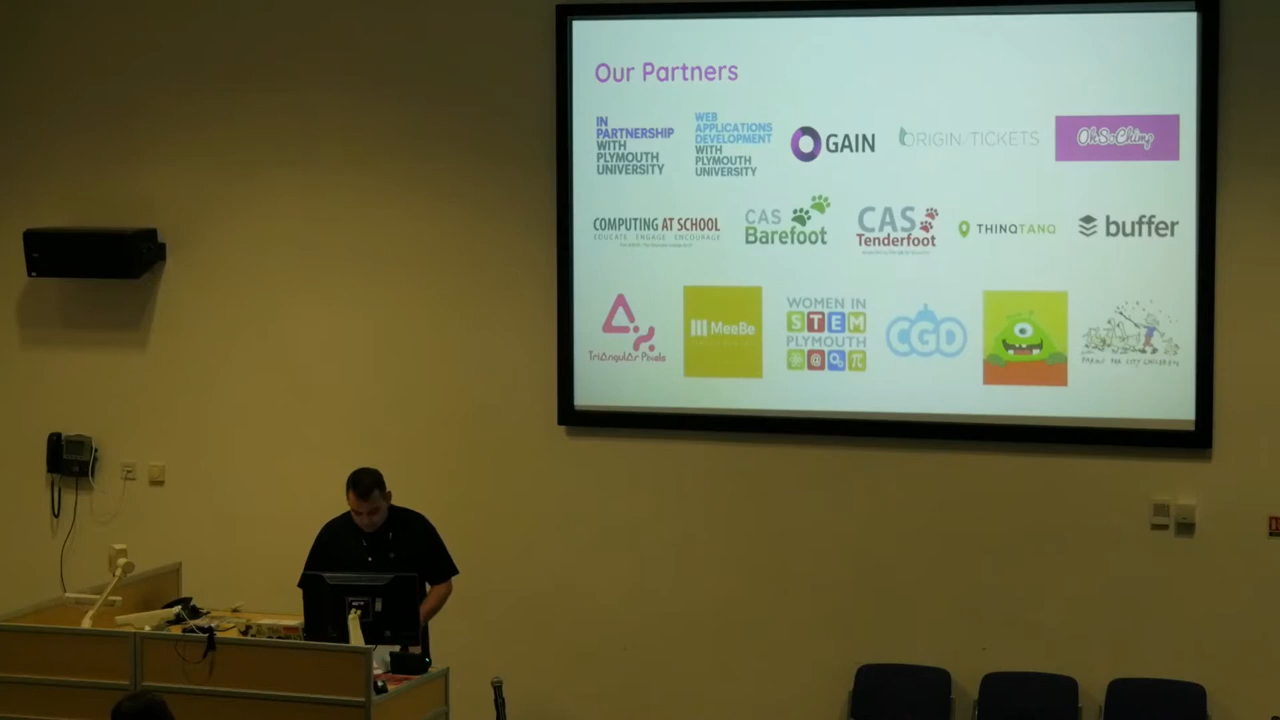 Our Partners
IN PARTNERSHIP WITH PLYMOUTH UNIVERSITY
WEB APPLICATIONS DEVELOPMENT WITH PLYMOUTH UNIVERSITY
GAIN
ORIGIN/TICKETS
OhSoChimp
COMPUTING AT SCHOOL
EDUCATE ENGAGE ENCOURAGE
CAS Barefoot
CAS Tenderfoot
THINQTANQ
buffer
Triangular Pixels
MeeBe
WOMEN IN STEM PLYMOUTH
CGD
FARMS FOR CITY CHILDREN